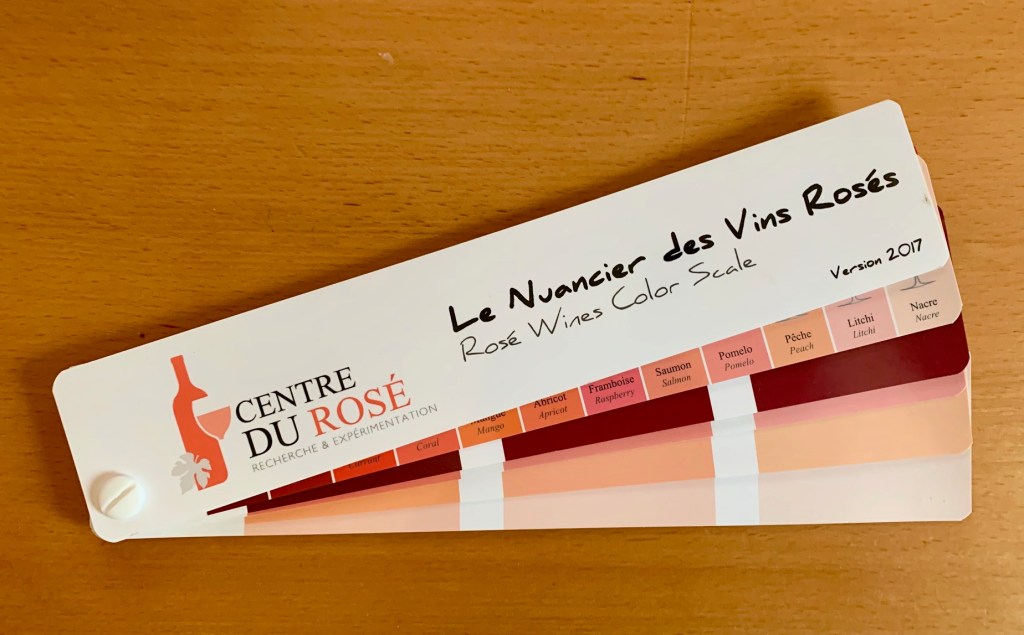 Le Nuancier des Vins Rosés
Rosé Wines Color Scale
Version 2017
CENTRE
DU ROSÉ
RECHERCHE & EXPÉRIMENTATION
Coral
Mango
Abricot
Apricot
Framboise
Raspberry
Saumon
Salmon
Pomelo
Pomelo
Pêche
Peach
Litchi
Litchi
Nacre
Nacre